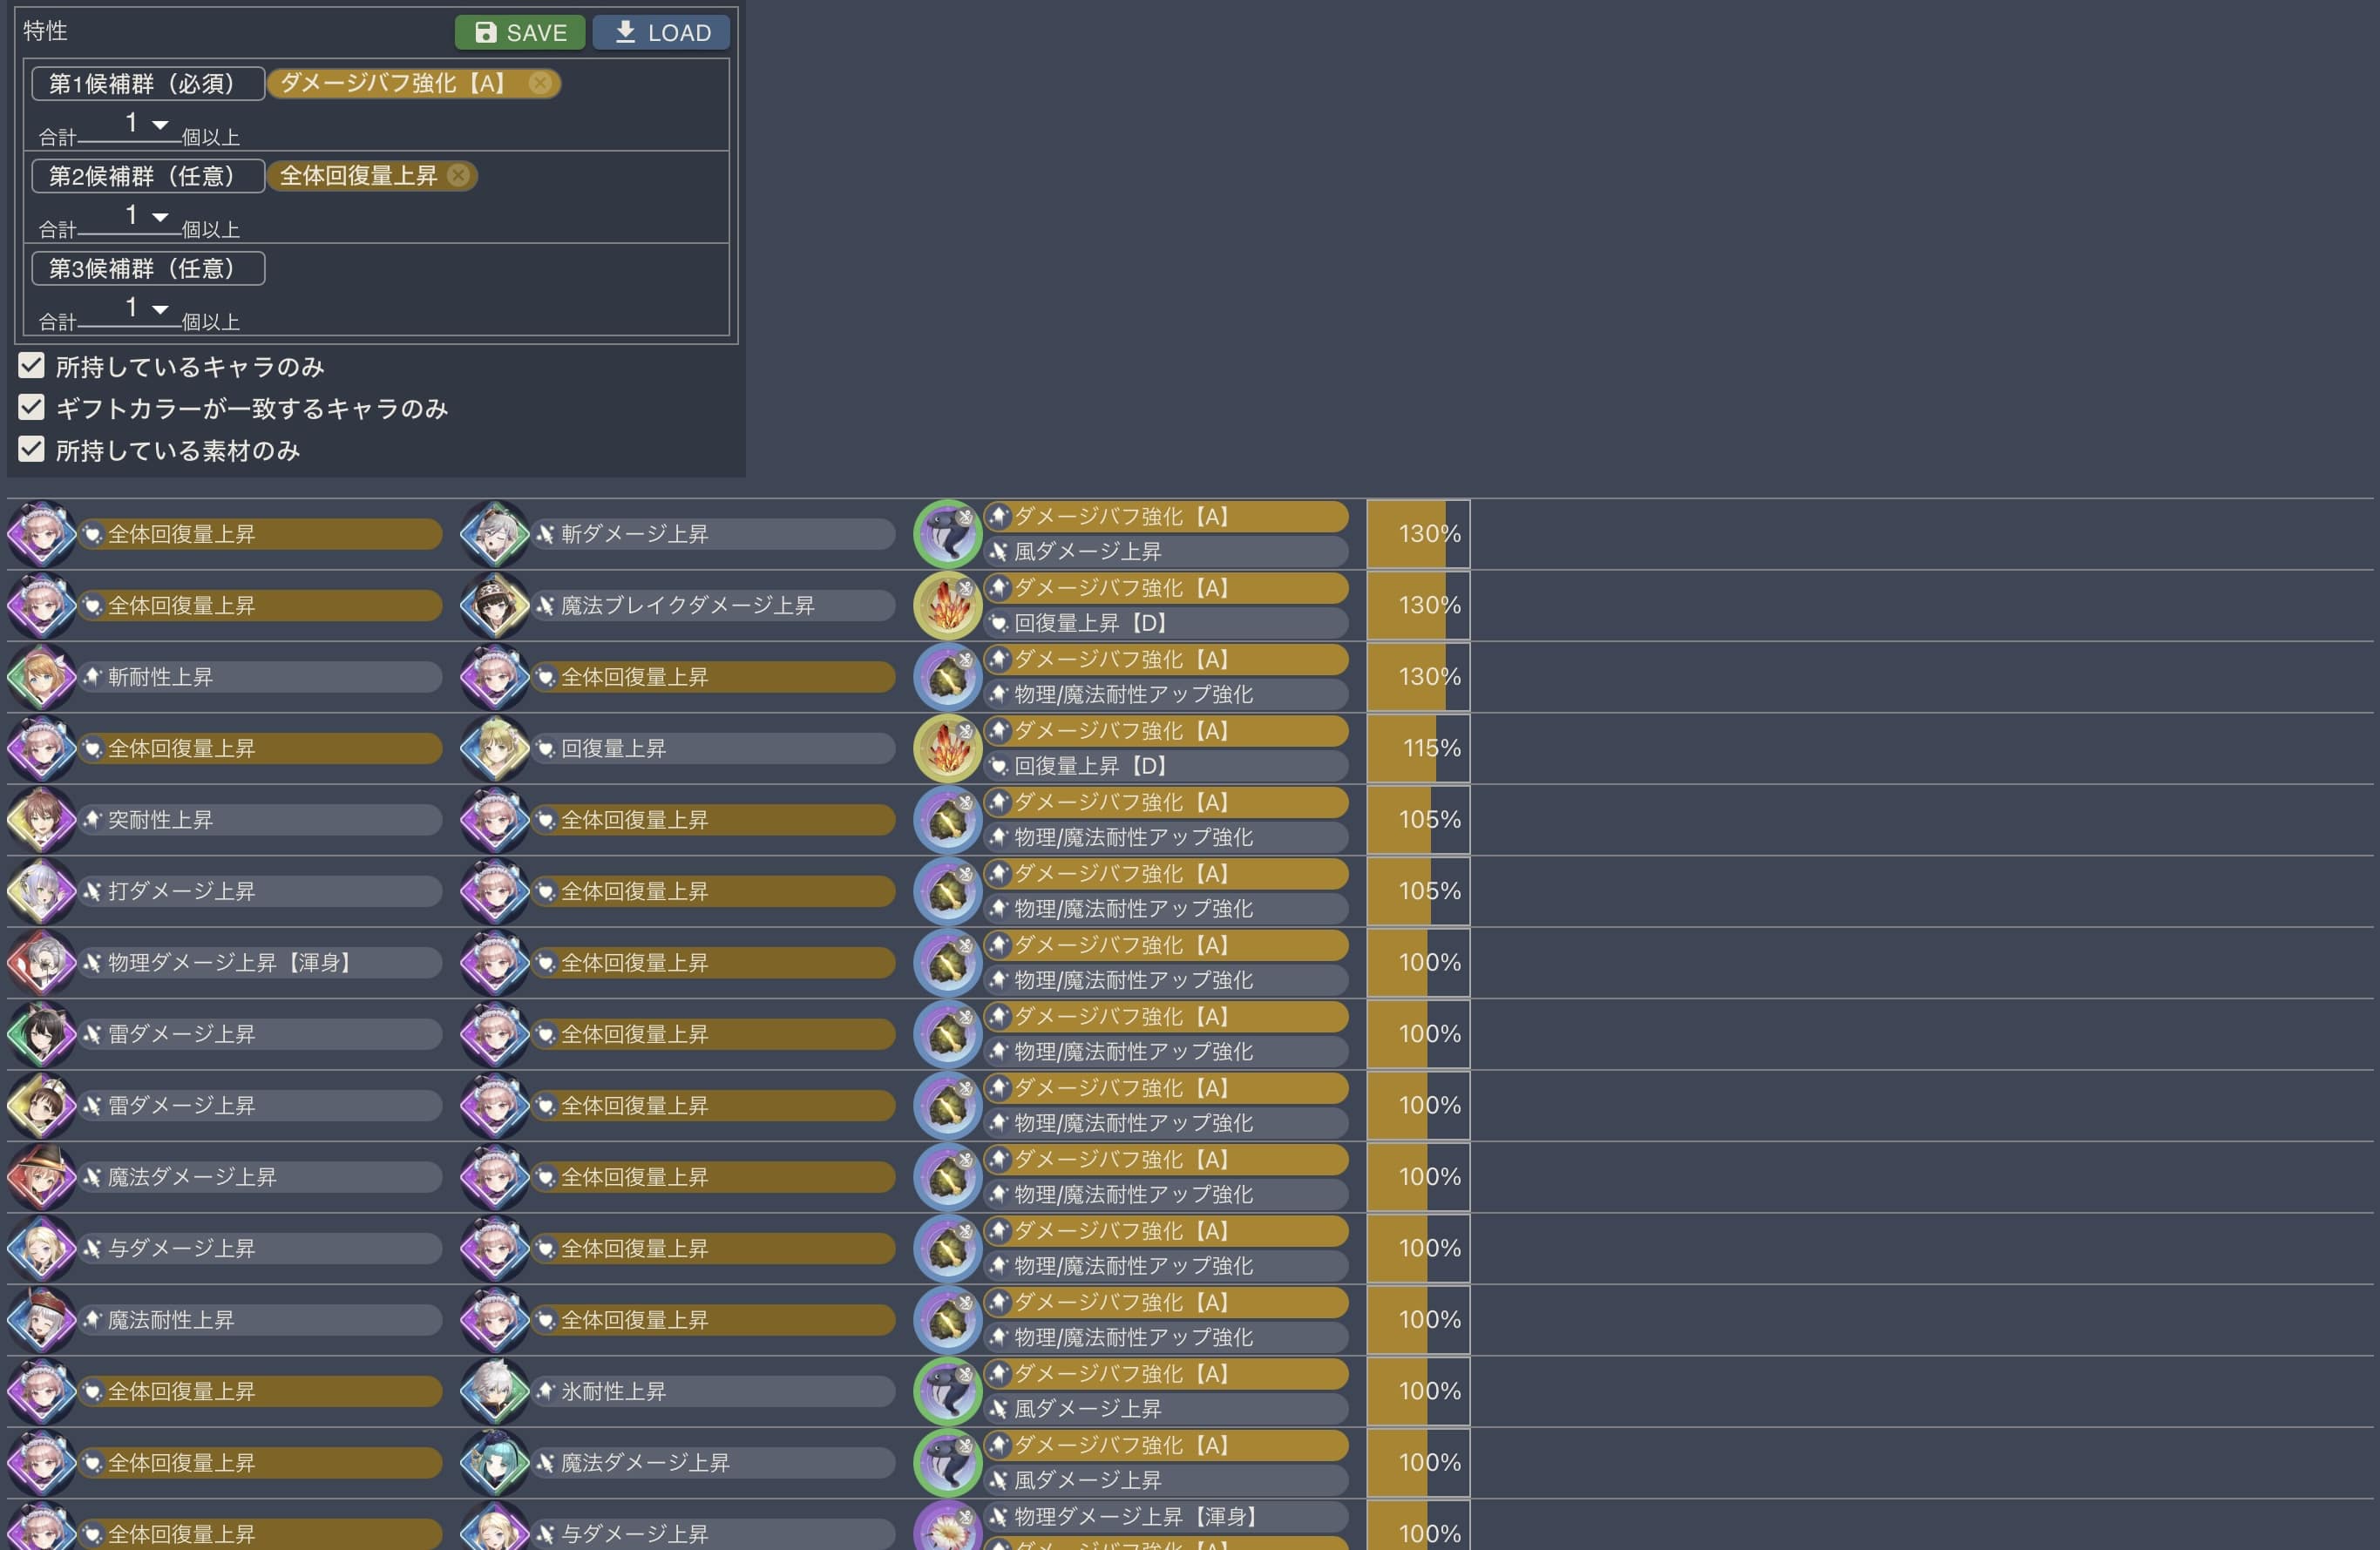 特性
SAVE
LOAD
第1候補群（必須） ダメージバフ強化【A】
合計 1 個以上
第2候補群（任意） 全体回復量上昇
合計 1 個以上
第3候補群（任意）
合計 1 個以上
所持しているキャラのみ
ギフトカラーが一致するキャラのみ
所持している素材のみ
全体回復量上昇
斬ダメージ上昇
ダメージバフ強化【A】
風ダメージ上昇
130%
全体回復量上昇
魔法ブレイクダメージ上昇
ダメージバフ強化【A】
回復量上昇【D】
130%
斬耐性上昇
全体回復量上昇
ダメージバフ強化【A】
物理/魔法耐性アップ強化
130%
全体回復量上昇
回復量上昇
ダメージバフ強化【A】
回復量上昇【D】
115%
突耐性上昇
全体回復量上昇
ダメージバフ強化【A】
物理/魔法耐性アップ強化
105%
打ダメージ上昇
全体回復量上昇
ダメージバフ強化【A】
物理/魔法耐性アップ強化
105%
物理ダメージ上昇【渾身】
全体回復量上昇
ダメージバフ強化【A】
物理/魔法耐性アップ強化
100%
雷ダメージ上昇
全体回復量上昇
ダメージバフ強化【A】
物理/魔法耐性アップ強化
100%
雷ダメージ上昇
全体回復量上昇
ダメージバフ強化【A】
物理/魔法耐性アップ強化
100%
魔法ダメージ上昇
全体回復量上昇
ダメージバフ強化【A】
物理/魔法耐性アップ強化
100%
与ダメージ上昇
全体回復量上昇
ダメージバフ強化【A】
物理/魔法耐性アップ強化
100%
魔法耐性上昇
全体回復量上昇
ダメージバフ強化【A】
物理/魔法耐性アップ強化
100%
全体回復量上昇
氷耐性上昇
ダメージバフ強化【A】
風ダメージ上昇
100%
全体回復量上昇
魔法ダメージ上昇
ダメージバフ強化【A】
風ダメージ上昇
100%
全体回復量上昇
与ダメージ上昇
物理ダメージ上昇【渾身】
ダメージバフ強化【A】
100%